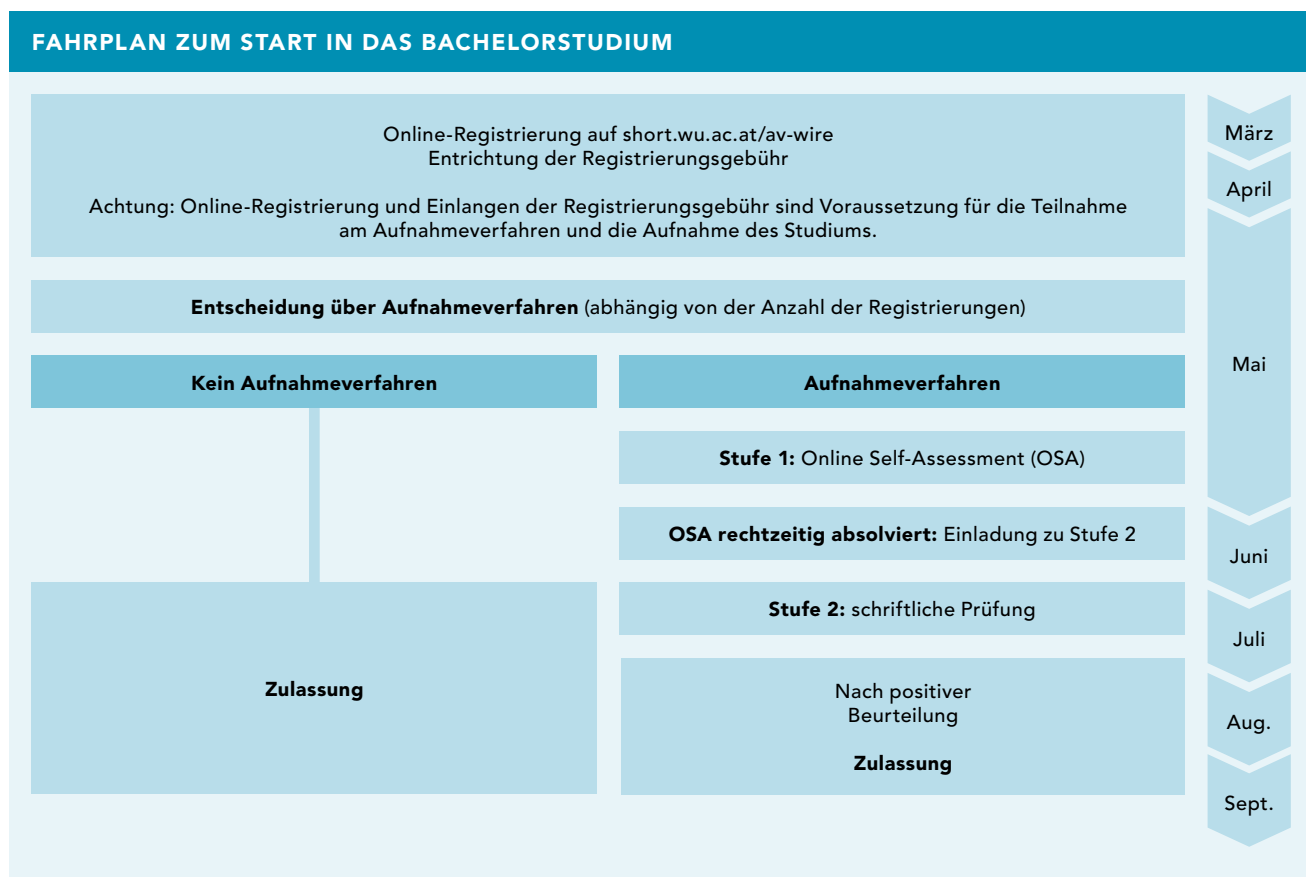 FAHRPLAN ZUM START IN DAS BACHELORSTUDIUM
Online-Registrierung auf short.wu.ac.at/av-wire
Entrichtung der Registrierungsgebühr
Achtung: Online-Registrierung und Einlangen der Registrierungsgebühr sind Voraussetzung für die Teilnahme
am Aufnahmeverfahren und die Aufnahme des Studiums.
Entscheidung über Aufnahmeverfahren (abhängig von der Anzahl der Registrierungen)
Kein Aufnahmeverfahren
Zulassung
Aufnahmeverfahren
Stufe 1: Online Self-Assessment (OSA)
OSA rechtzeitig absolviert: Einladung zu Stufe 2
Stufe 2: schriftliche Prüfung
Nach positiver
Beurteilung
Zulassung
März
April
Mai
Juni
Juli
Aug.
Sept.